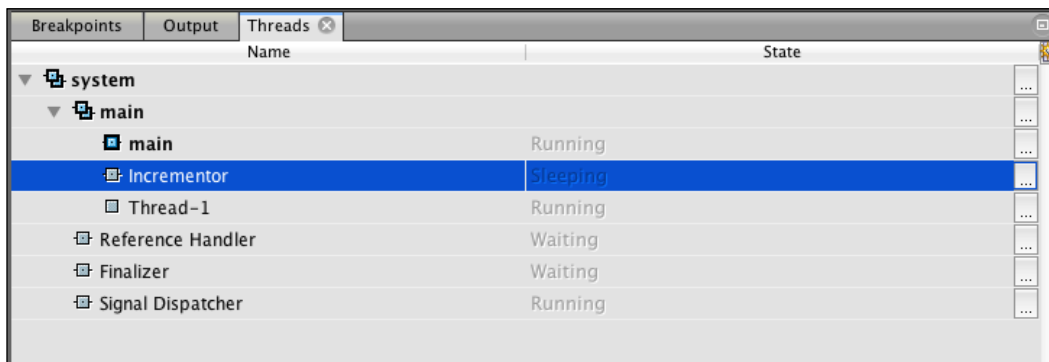 Breakpoints Output Threads
Name State
system ...
main ...
main Running ...
Incrementor Sleeping ...
Thread-1 Running ...
Reference Handler Waiting ...
Finalizer Waiting ...
Signal Dispatcher Running ...